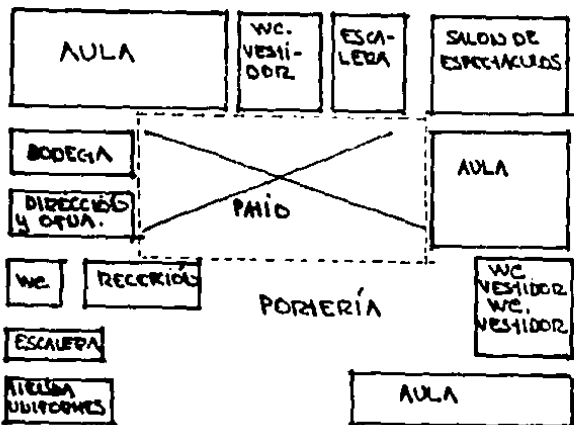 AULA
WC.
VESTI-
DOR
ESCA-
LERA
SALON DE
ESPECTACULOS
BODEGA
DIRECCIÓN
y OFNA.
PATIO
AULA
WC
RECEPCIÓN
PORTERÍA
WC
VESTIDOR
WC.
VESTIDOR
ESCALERA
TIENDA
UNIFORMES
AULA